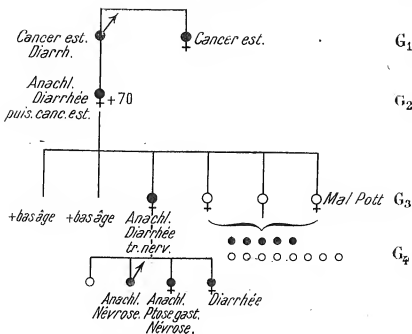 Cancer est. Cancer est. G1
Diarrh.
Anachl.
Diarrhée +70 G2
puis.canc.est.
+bas âge +bas âge Anachl. Mal Pott G3
Diarrhée
tr.nerv.
G4
Anachl. Anachl. Diarrhée
Névrose. Ptose gast.
Névrose.